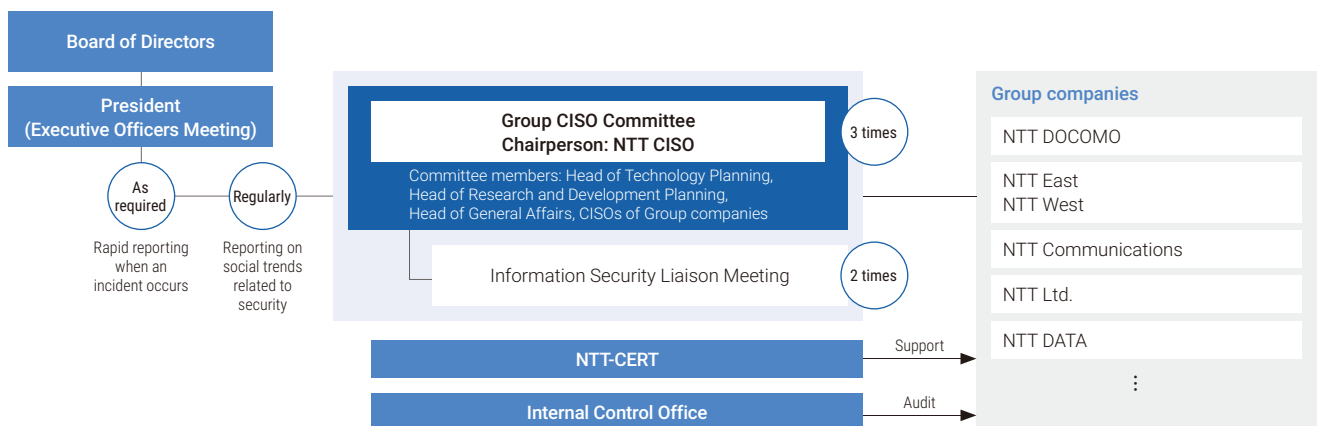 Board of Directors
President
(Executive Officers Meeting)
As
required
Regularly
Rapid reporting
when an
incident occurs
Reporting on
social trends
related to
security
Group CISO Committee
Chairperson: NTT CISO
3 times
Committee members: Head of Technology Planning,
Head of Research and Development Planning,
Head of General Affairs, CISOs of Group companies
Information Security Liaison Meeting
2 times
NTT-CERT
Support
Internal Control Office
Audit
Group companies
NTT DOCOMO
NTT East
NTT West
NTT Communications
NTT Ltd.
NTT DATA
⋮